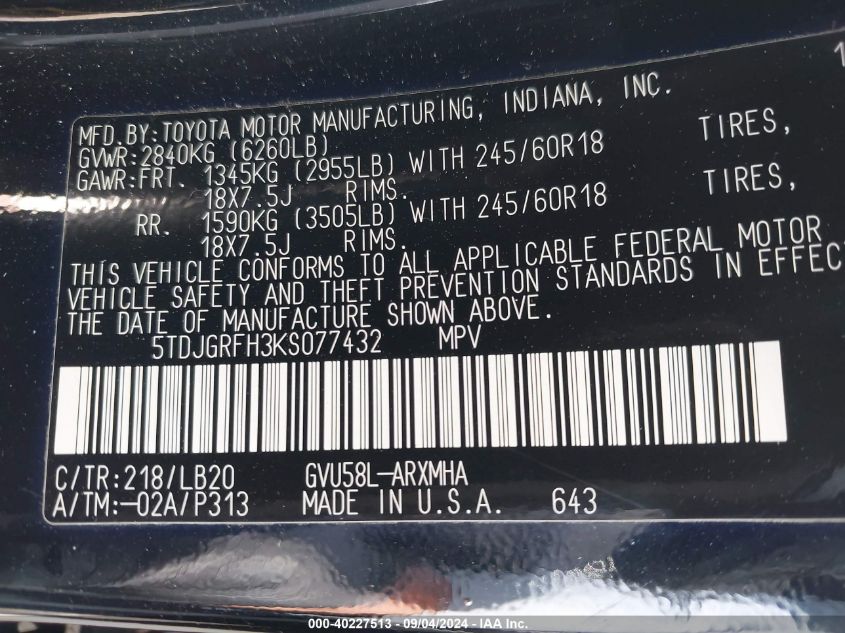 1
MFD.BY:TOYOTA MOTOR MANUFACTURING, INDIANA, INC.
GVWR:2840KG (6260LB)
GAWR:FRT. 1345KG (2955LB) WITH 245/60R18 TIRES,
18X7.5J RIMS.
RR. 1590KG (3505LB) WITH 245/60R18 TIRES,
18X7.5J RIMS.
THIS VEHICLE CONFORMS TO ALL APPLICABLE FEDERAL MOTOR
VEHICLE SAFETY AND THEFT PREVENTION STANDARDS IN EFFEC
THE DATE OF MANUFACTURE SHOWN ABOVE.
5TDJGRFH3KS077432 MPV
C/TR:218/LB20 GVU58L-ARXMHA
A/TM:-02A/P313 MADE IN U.S.A. 643
000-40227513 - 09/04/2024 - IAA Inc.